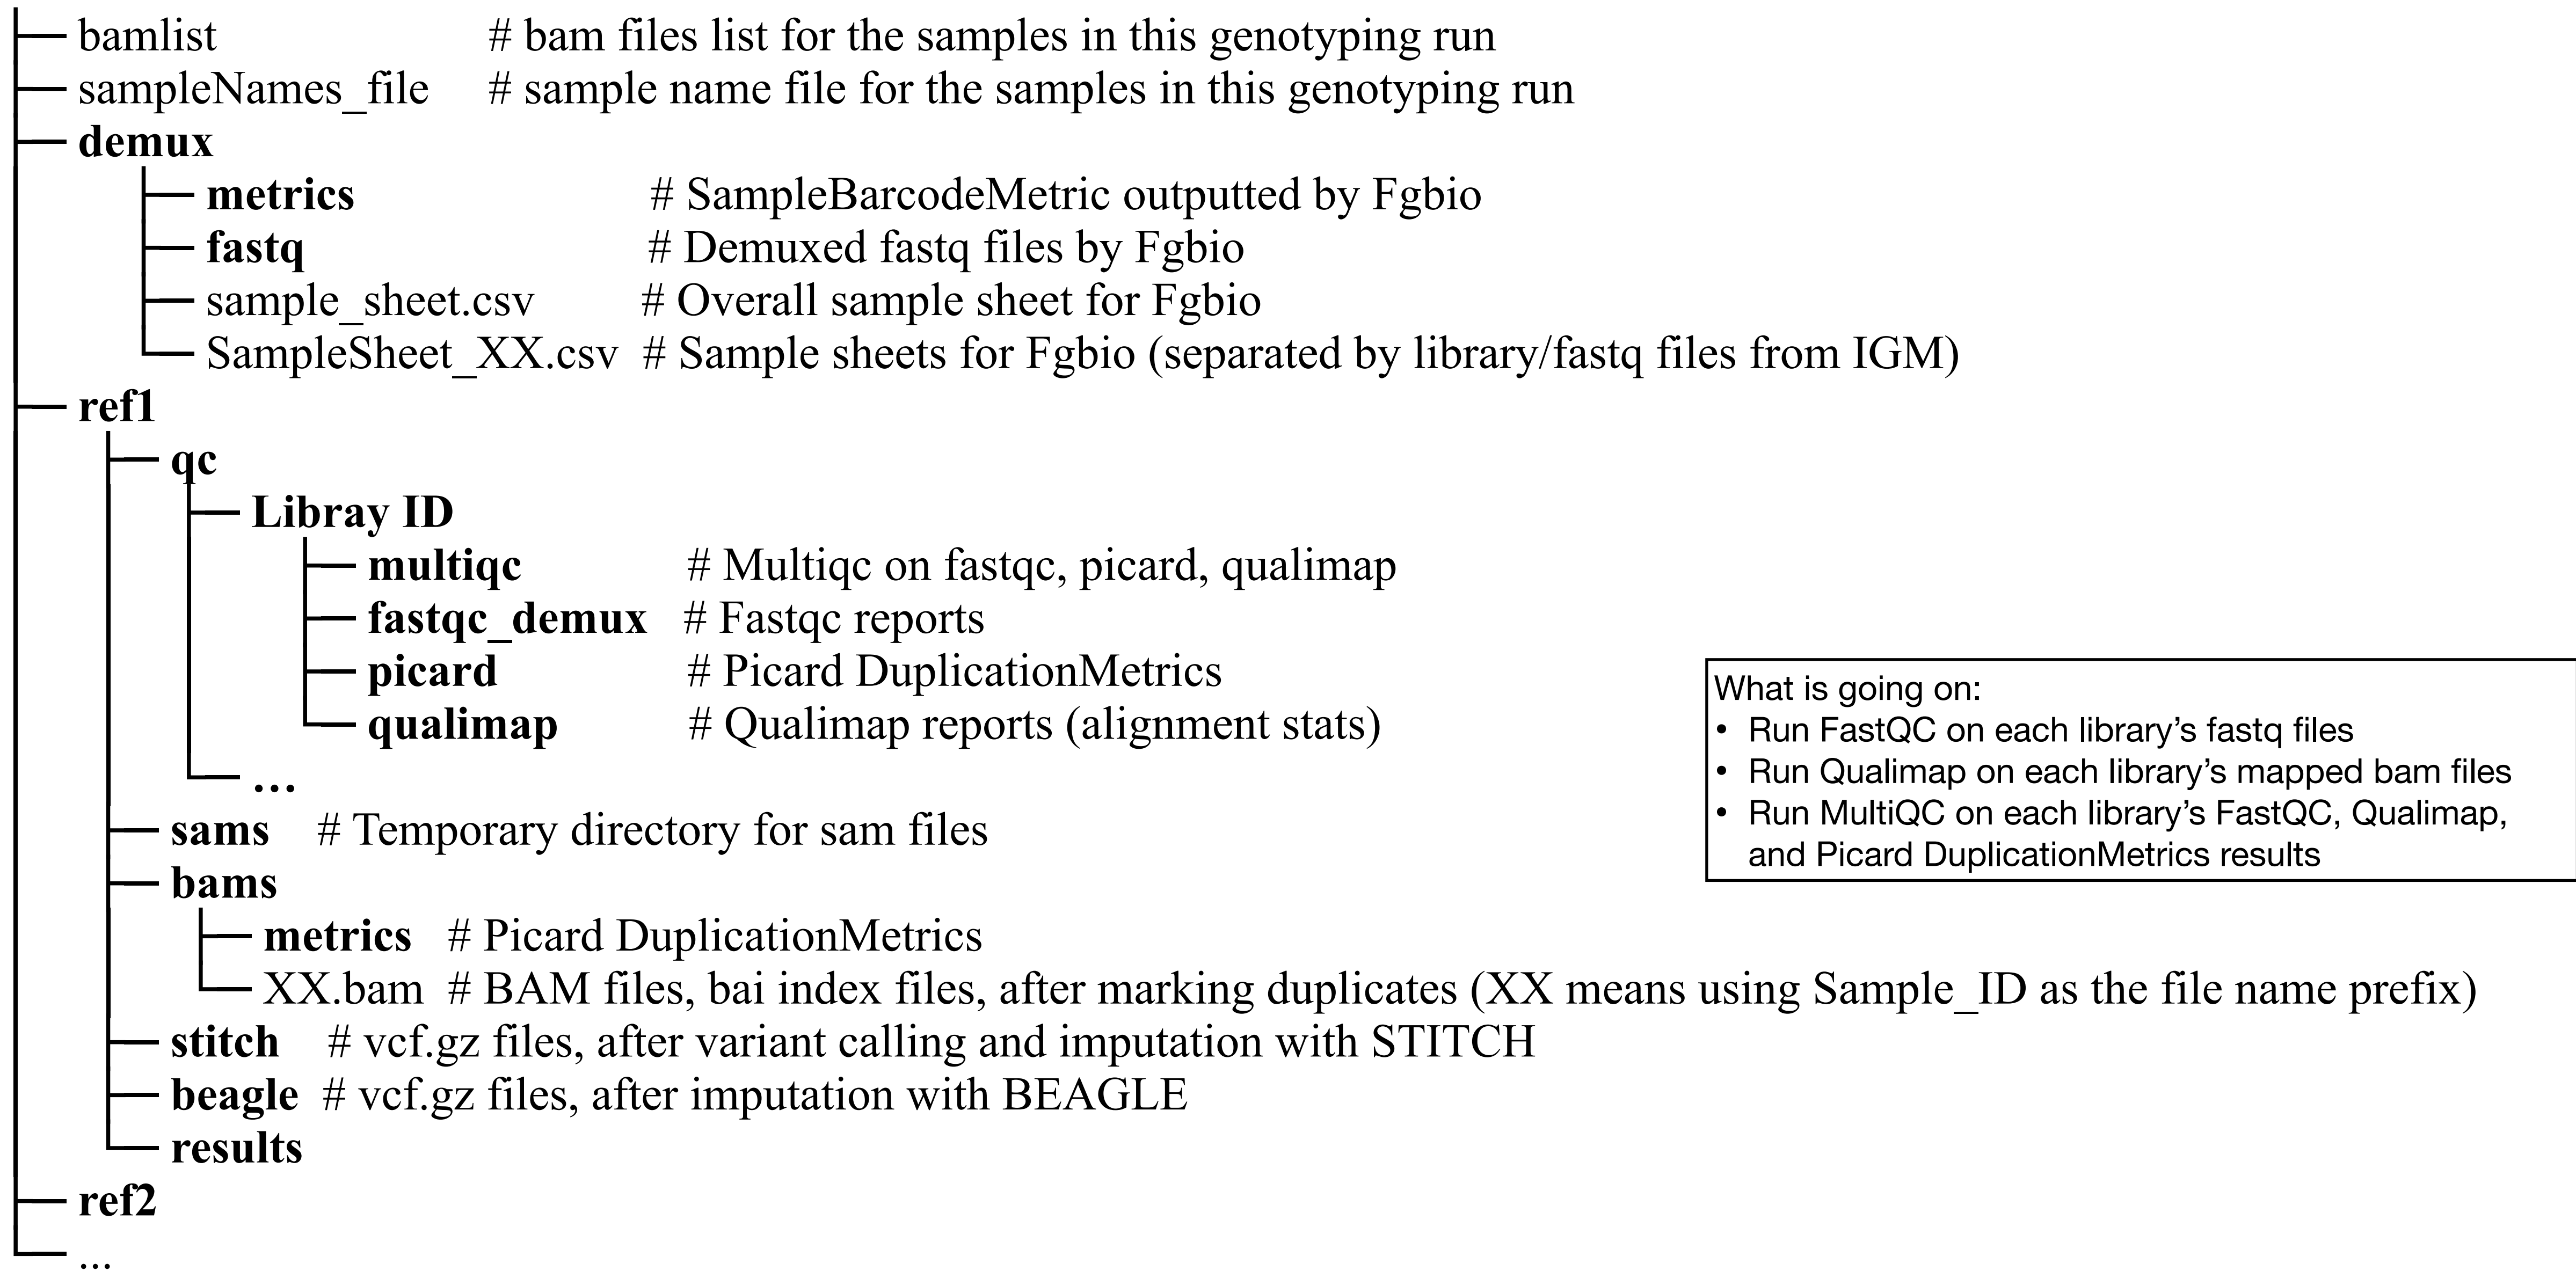 bamlist # bam files list for the samples in this genotyping run
sampleNames_file # sample name file for the samples in this genotyping run
demux
metrics # SampleBarcodeMetric outputted by Fgbio
fastq # Demuxed fastq files by Fgbio
sample_sheet.csv # Overall sample sheet for Fgbio
SampleSheet_XX.csv # Sample sheets for Fgbio (separated by library/fastq files from IGM)
ref1
qc
Libray ID
multiqc # Multiqc on fastqc, picard, qualimap
fastqc_demux # Fastqc reports
picard # Picard DuplicationMetrics
qualimap # Qualimap reports (alignment stats)
...
sams # Temporary directory for sam files
bams
metrics # Picard DuplicationMetrics
XX.bam # BAM files, bai index files, after marking duplicates (XX means using Sample_ID as the file name prefix)
stitch # vcf.gz files, after variant calling and imputation with STITCH
beagle # vcf.gz files, after imputation with BEAGLE
results
ref2
...
What is going on:
• Run FastQC on each library’s fastq files
• Run Qualimap on each library’s mapped bam files
• Run MultiQC on each library’s FastQC, Qualimap,
and Picard DuplicationMetrics results